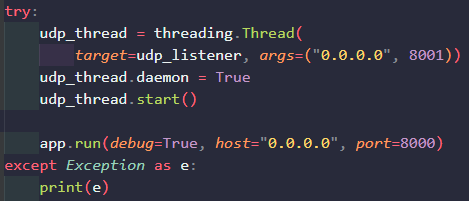 try:
    udp_thread = threading.Thread(
        target=udp_listener, args=("0.0.0.0", 8001))
    udp_thread.daemon = True
    udp_thread.start()

    app.run(debug=True, host="0.0.0.0", port=8000)
except Exception as e:
    print(e)